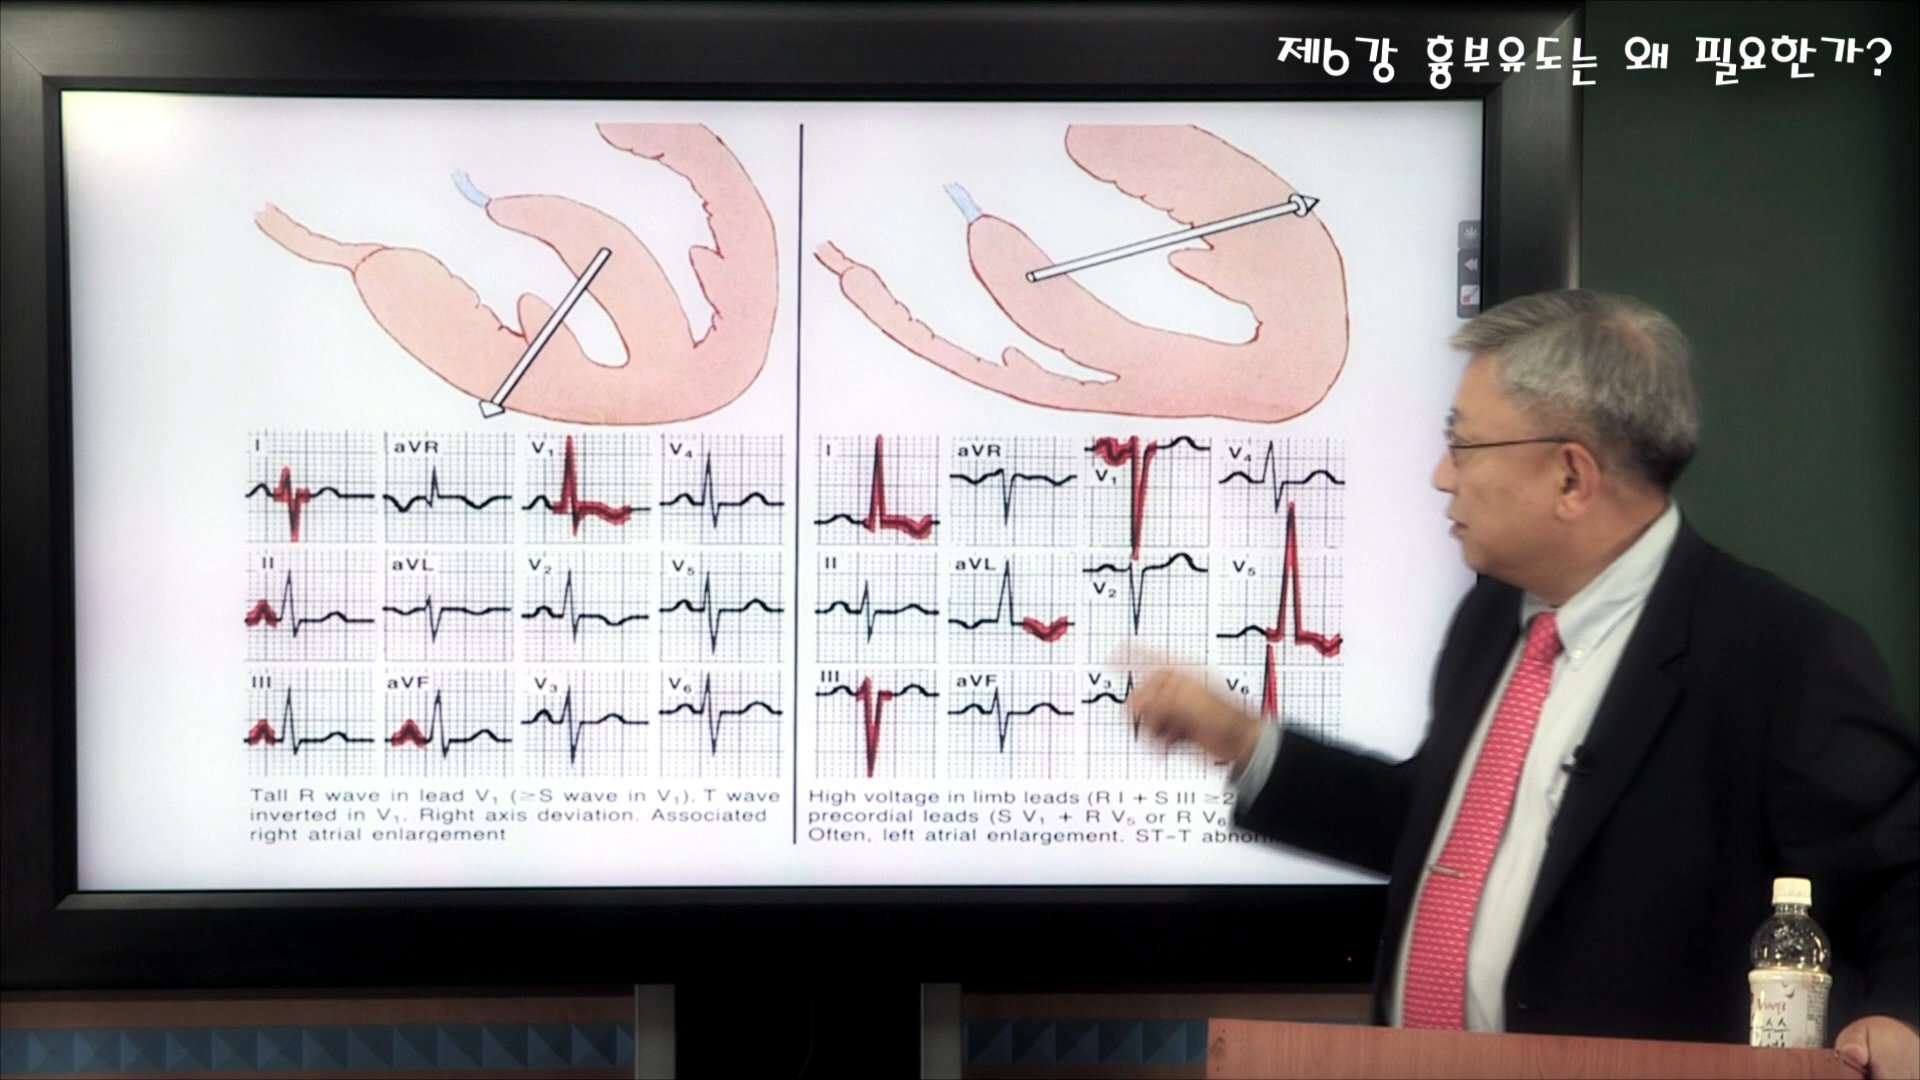 제6강 흉부유도는 왜 필요한가?
I aVR V₁ V₄
II aVL V₂ V₅
III aVF V₃ V₆
Tall R wave in lead V₁ (≥S wave in V₁). T wave
inverted in V₁. Right axis deviation. Associated
right atrial enlargement
I aVR V₁ V₄
II aVL V₂ V₅
III aVF V₃ V₆
High voltage in limb leads (R I + S III ≥2
precordial leads (S V₁ + R V₅ or R V₆
Often, left atrial enlargement. ST-T